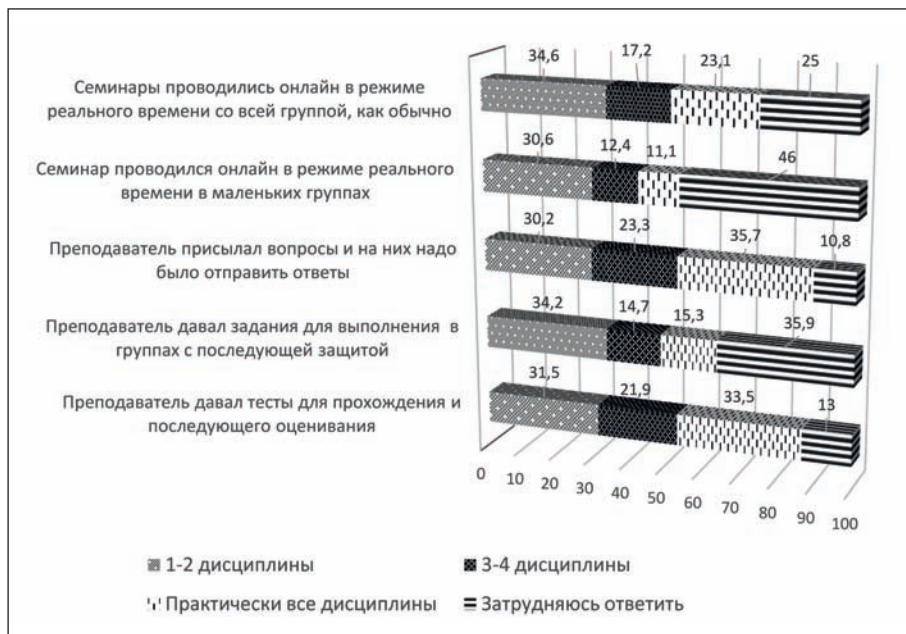 34,6 17,2 23,1 25
Семинары проводились онлайн в режиме
реального времени со всей группой, как обычно
30,6 12,4 11,1 46
Семинар проводился онлайн в режиме реального
времени в маленьких группах
30,2 23,3 35,7 10,8
Преподаватель присылал вопросы и на них надо
было отправить ответы
34,2 14,7 15,3 35,9
Преподаватель давал задания для выполнения в
группах с последующей защитой
31,5 21,9 33,5 13
Преподаватель давал тесты для прохождения и
последующего оценивания
0 10 20 30 40 50 60 70 80 90 100
1-2 дисциплины 3-4 дисциплины
Практически все дисциплины Затрудняюсь ответить